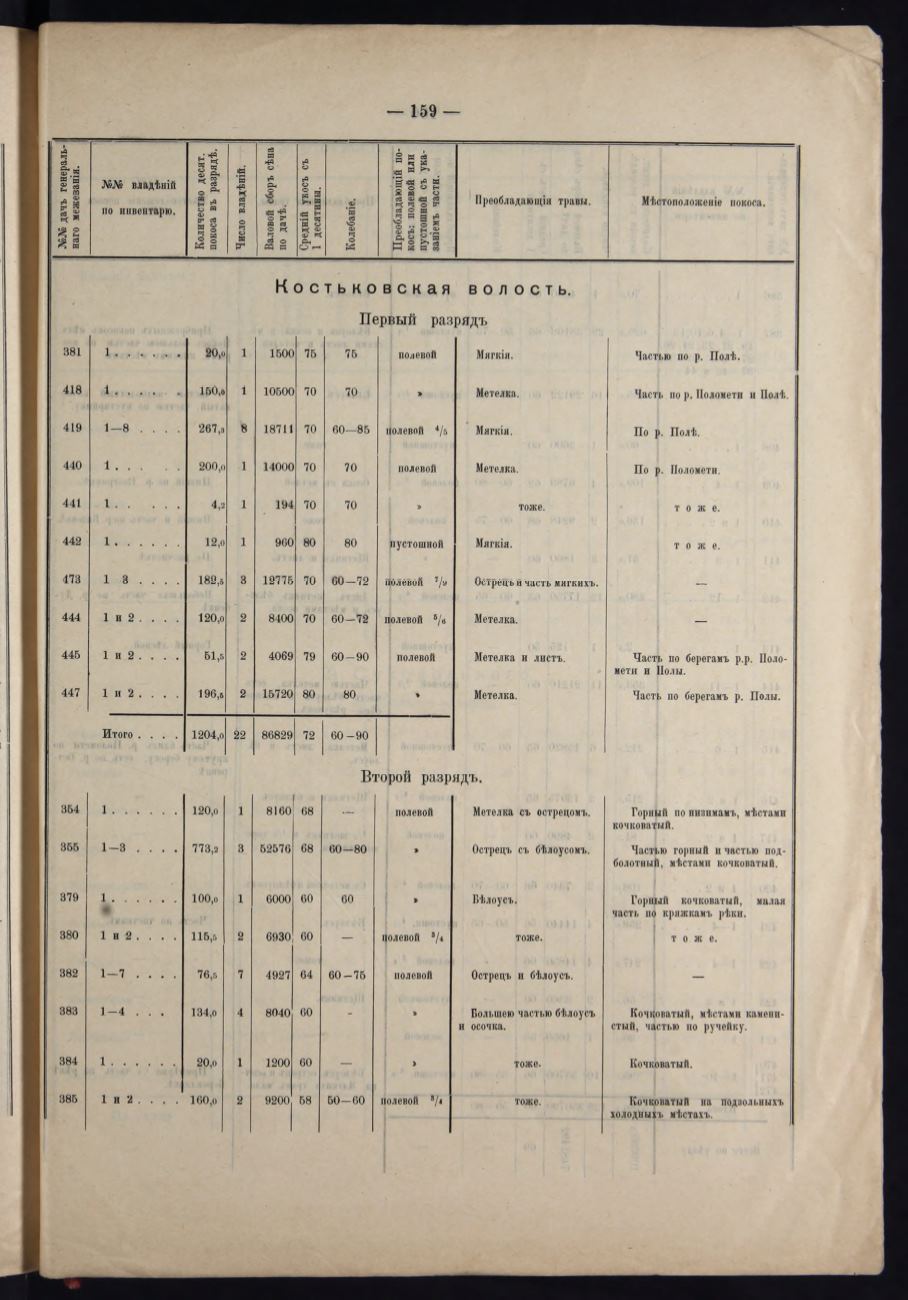 — 159 —
№№ дачъ генераль-
наго межеванія.
№№ владѣній
по инвентарю.
Количество десят.
покоса въ разрядѣ.
Число владѣній.
Валовой сборъ сѣна
по дачѣ.
Средній укосъ съ
1 десятины.
Колебаніе.
Преобладающій по-
косъ: полевой или
пустошной съ ука-
заніемъ части.
Преобладающія травы.
Мѣстоположеніе покоса.
Костьковская волость.
Первый разрядъ
381 1 . . . . . . 20,0 1 1500 75 75 полевой Мягкія. Частью по р. Полѣ.
418 1 . . . . . 150,0 1 10500 70 70 » Метелка. Часть по р. Поломети и Полѣ.
419 1—8 . . . . 267,3 8 18711 70 60—85 полевой 4/5 Мягкія. По р. Полѣ.
440 1 . . . . . 200,0 1 14000 70 70 полевой Метелка. По р. Поломети.
441 1 . . . . . 4,2 1 194 70 70 » тоже. тоже.
442 1 . . . . . . 12,0 1 960 80 80 пустошной Мягкія. тоже.
473 1 3 . . . . 182,5 3 12775 70 60—72 полевой 7/9 Острецъ и часть мягкихъ. —
444 1 и 2 . . . . 120,0 2 8400 70 60—72 полевой 5/6 Метелка. —
445 1 и 2 . . . . 51,5 2 4069 79 60—90 полевой Метелка и листъ. Часть по берегамъ р.р. Поло-
мети и Полы.
447 1 и 2 . . . . 196,5 2 15720 80 80 » Метелка. Часть по берегамъ р. Полы.
Итого . . . . 1204,0 22 86829 72 60—90
Второй разрядъ.
354 1 . . . . . . 120,0 1 8160 68 — полевой Метелка съ острецомъ. Горный по низинамъ, мѣстами
кочковатый.
355 1—3 . . . . 773,2 3 52576 68 60—80 » Острецъ съ бѣлоусомъ. Частью горный и частью под-
болотный, мѣстами кочковатый.
379 1 . . . . . . 100,0 1 6000 60 60 » Бѣлоусъ. Горный кочковатый, малая
часть по кряжкамъ рѣки.
380 1 и 2 . . . . 115,5 2 6930 60 — полевой 3/4 тоже. тоже.
382 1—7 . . . . 76,5 7 4927 64 60—75 полевой Острецъ и бѣлоусъ. —
383 1—4 . . . 134,0 4 8040 60 - » Большею частью бѣлоусъ
и осочка. Кочковатый, мѣстами камени-
стый, частью по ручейку.
384 1 . . . . . . 20,0 1 1200 60 — » тоже. Кочковатый.
385 1 и 2 . . . . 160,0 2 9200 58 50—60 полевой 3/4 тоже. Кочковатый на подзольныхъ
холодныхъ мѣстахъ.